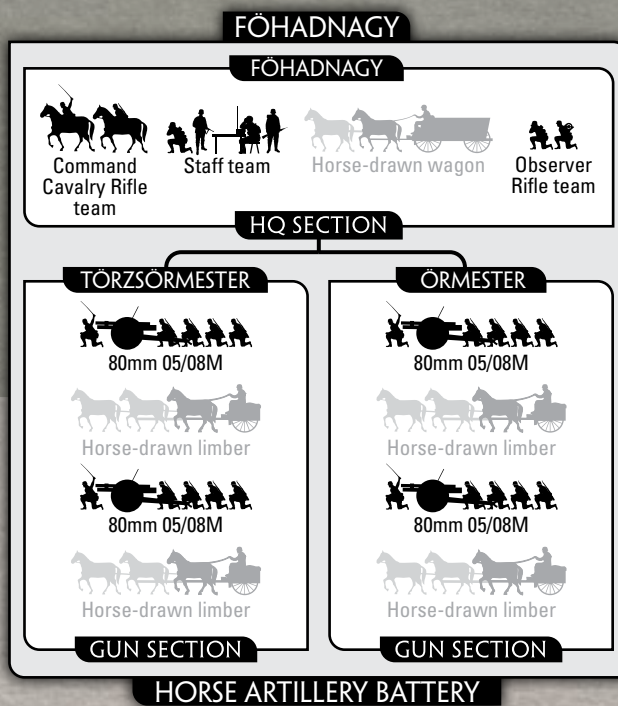 FÖHADNAGY
FÖHADNAGY
Command
Cavalry Rifle
team
Staff team
Horse-drawn wagon
Observer
Rifle team
HQ SECTION
TÖRZSÖRMESTER
80mm 05/08M
Horse-drawn limber
80mm 05/08M
Horse-drawn limber
GUN SECTION
ÖRMESTER
80mm 05/08M
Horse-drawn limber
80mm 05/08M
Horse-drawn limber
GUN SECTION
HORSE ARTILLERY BATTERY